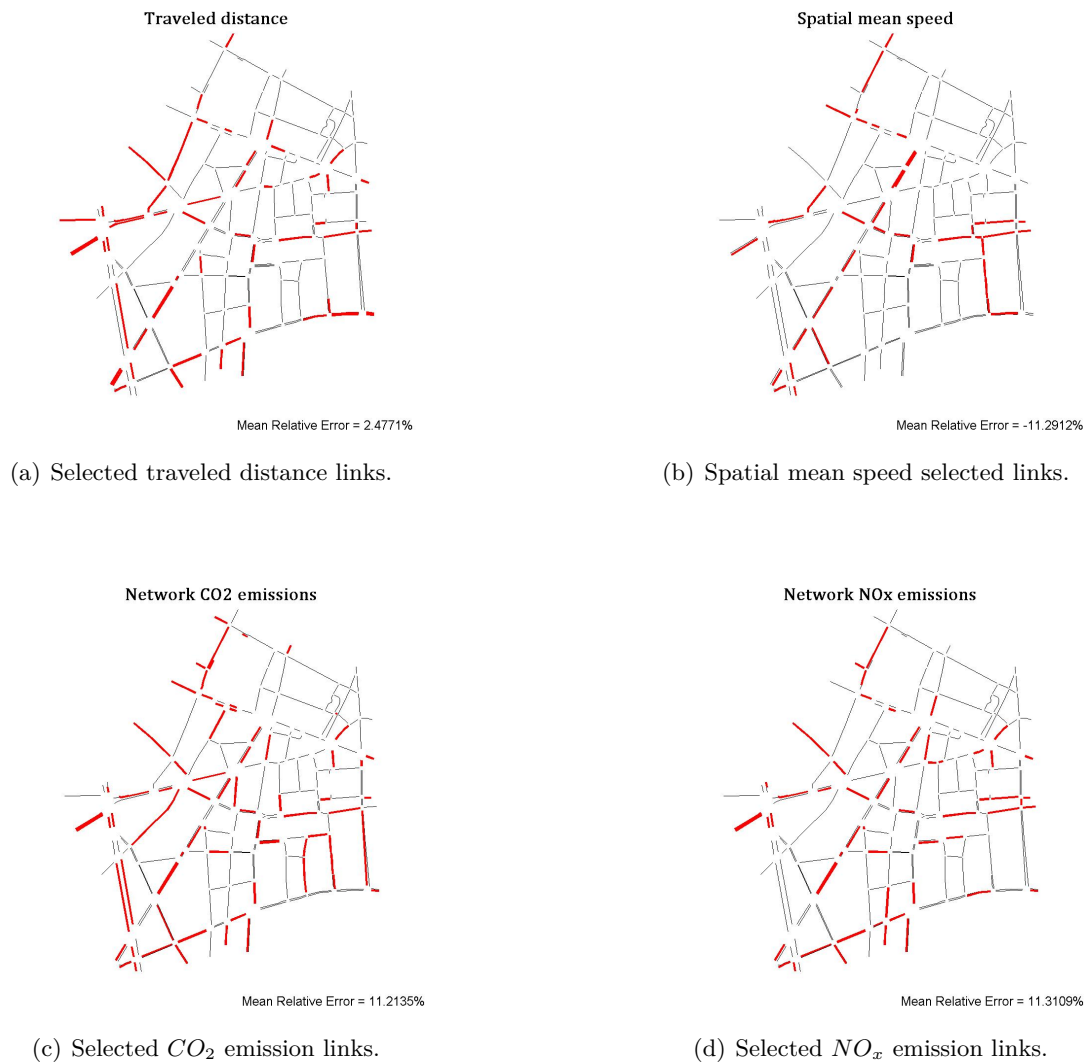 Traveled distance
Spatial mean speed
Mean Relative Error = 2.4771%
Mean Relative Error = -11.2912%
(a) Selected traveled distance links.
(b) Spatial mean speed selected links.
Network CO2 emissions
Network NOx emissions
Mean Relative Error = 11.2135%
Mean Relative Error = 11.3109%
(c) Selected $CO_2$ emission links.
(d) Selected $NO_x$ emission links.